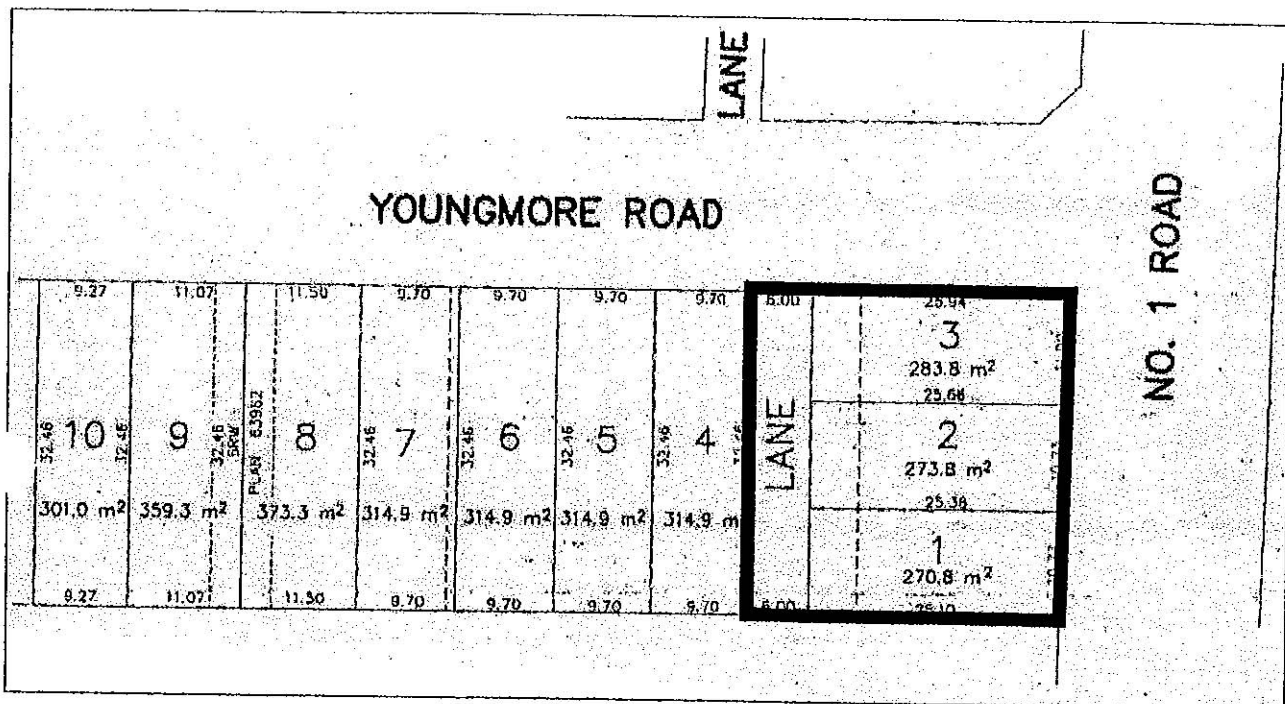 LANE
YOUNGMORE ROAD
NO. 1 ROAD
9.27
11.07
11.50
9.70
9.70
9.70
9.70
6.00
25.94
3
283.8 m²
25.66
32.46
10
32.46
9
32.46
SRW
PLAN 63962
8
32.46
7
32.46
6
32.46
5
32.46
4
LANE
2
273.8 m²
25.38
301.0 m²
359.3 m²
373.3 m²
314.9 m²
314.9 m²
314.9 m²
314.9 m
1
270.8 m²
9.27
11.07
11.50
9.70
9.70
9.70
9.70
6.00
25.10